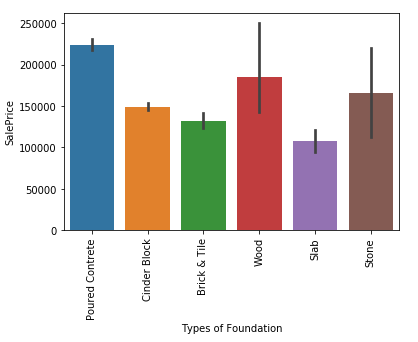 250000
200000
150000
100000
50000
0
SalePrice
Poured Contrete
Cinder Block
Brick & Tile
Wood
Slab
Stone
Types of Foundation